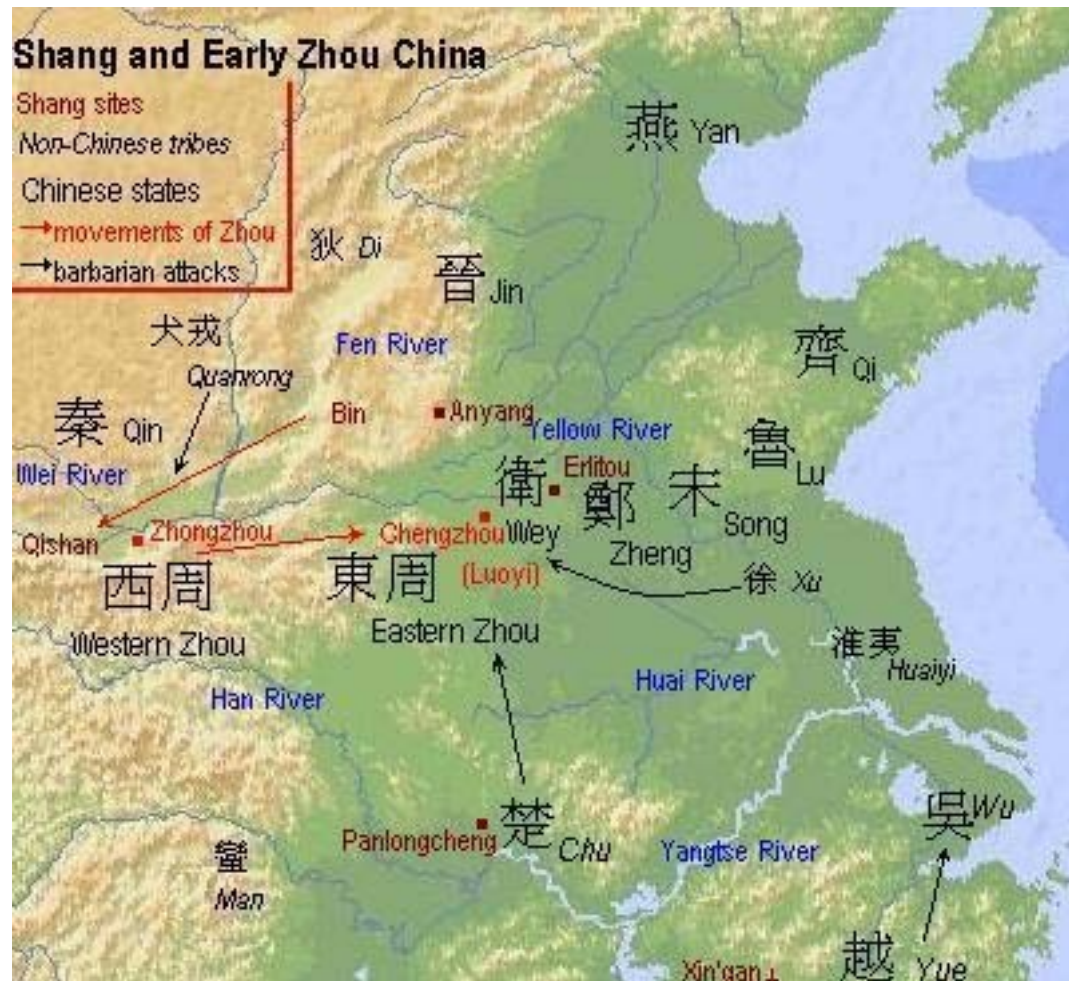 Shang and Early Zhou China
Shang sites
Non-Chinese tribes
Chinese states
movements of Zhou
barbarian attacks
燕 Yan
狄 Di
晉 Jin
犬戎
Quanrong
Fen River
齊 Qi
秦 Qin
Bin
Anyang
Yellow River
魯 Lu
Wei River
衛
Erlitou
鄭
宋
Song
Qishan
Zhongzhou
Chengzhou
Wey
Zheng
(Luoyi)
徐 Xu
西周
東周
Western Zhou
Eastern Zhou
淮夷
Huaiyi
Han River
Huai River
Panlongcheng
楚 Chu
Yangtse River
吳 Wu
蠻
Man
越 Yue
Xin'gan